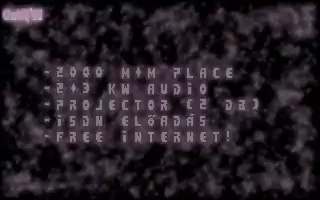 -2000 M*M PLACE
-2*3 KW AUDIO
-PROJECTOR (2 DB)
-iSDN ELŐADÁS
-FREE iNTERNET!